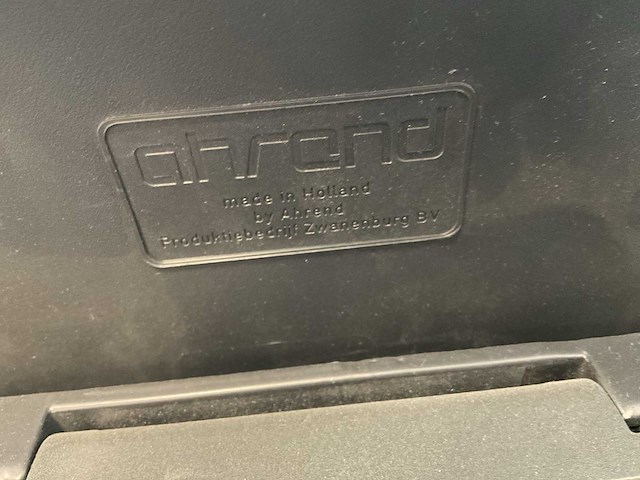 ahrend
made in Holland
by Ahrend
Produktiebedrijf Zwanenburg BV